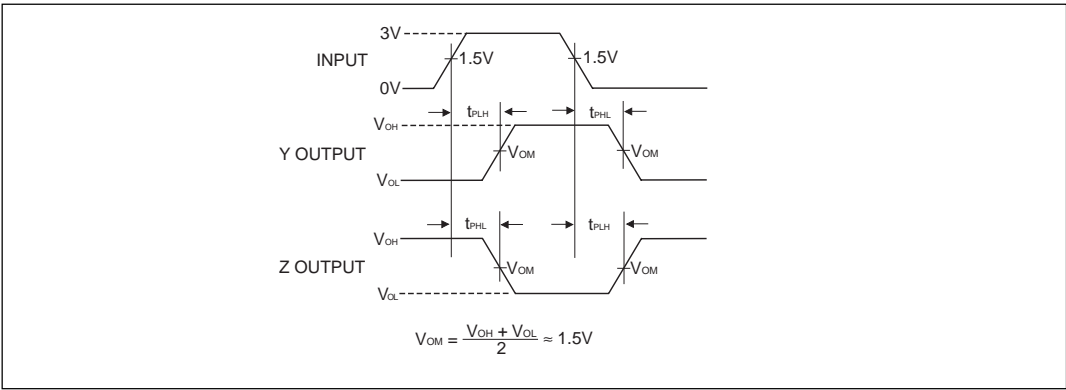 3V
INPUT
1.5V
1.5V
0V
tPLH
tPHL
VOH
Y OUTPUT
VOM
VOM
VOL
tPHL
tPLH
VOH
Z OUTPUT
VOM
VOM
VOL
VOM = VOH + VOL / 2 ≈ 1.5V